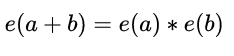 e(a + b) = e(a) * e(b)